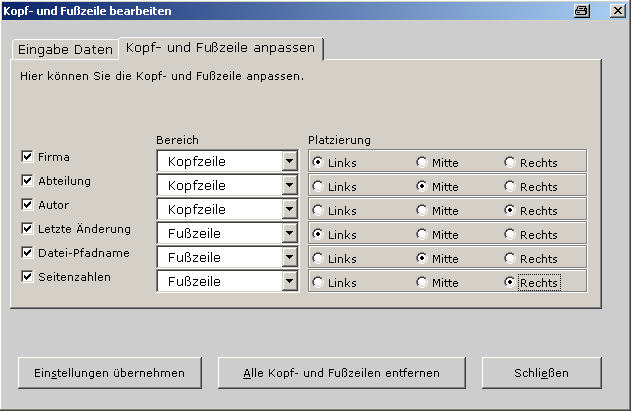 Kopf- und Fußzeile bearbeiten
Eingabe Daten Kopf- und Fußzeile anpassen
Hier können Sie die Kopf- und Fußzeile anpassen.
Bereich Platzierung
Firma Kopfzeile Links Mitte Rechts
Abteilung Kopfzeile Links Mitte Rechts
Autor Kopfzeile Links Mitte Rechts
Letzte Änderung Fußzeile Links Mitte Rechts
Datei-Pfadname Fußzeile Links Mitte Rechts
Seitenzahlen Fußzeile Links Mitte Rechts
Einstellungen übernehmen Alle Kopf- und Fußzeilen entfernen Schließen